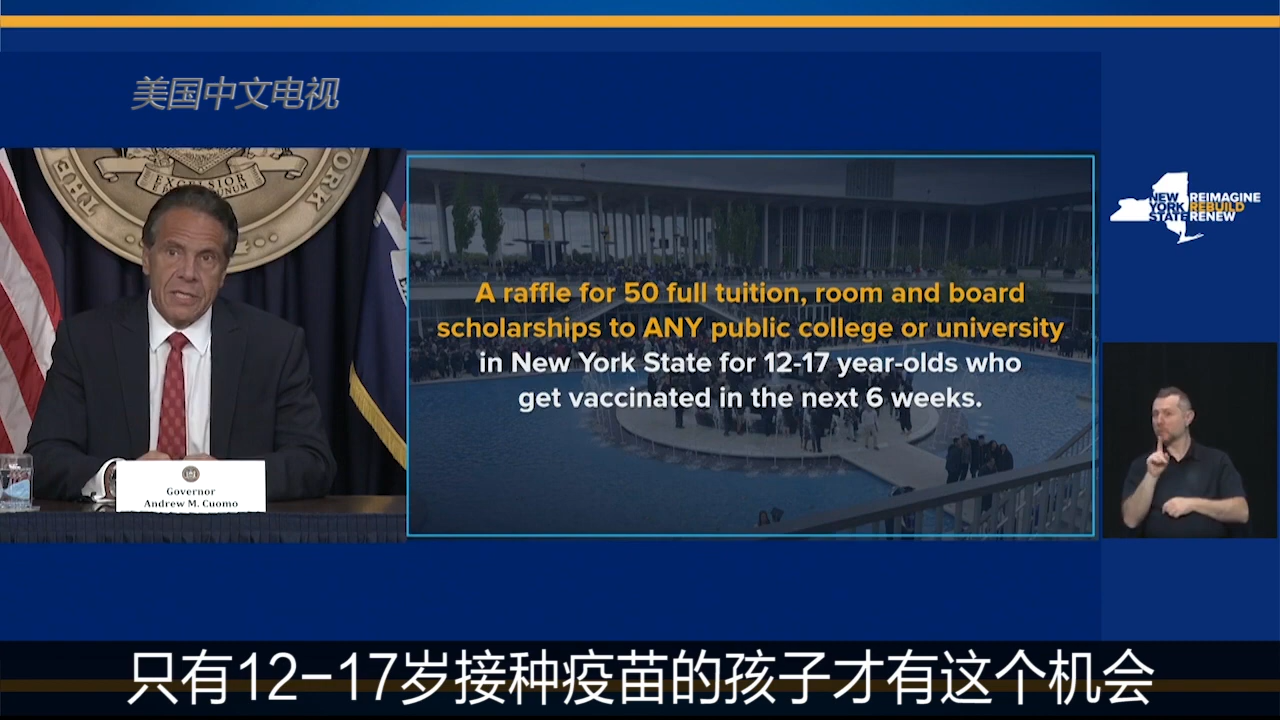 美国中文电视
THE
YORK
EXCELSIOR
NEW
YORK
STATE
REIMAGINE
REBUILD
RENEW
A raffle for 50 full tuition, room and board
scholarships to ANY public college or university
in New York State for 12-17 year-olds who
get vaccinated in the next 6 weeks.
Governor
Andrew M. Cuomo
只有12-17岁接种疫苗的孩子才有这个机会